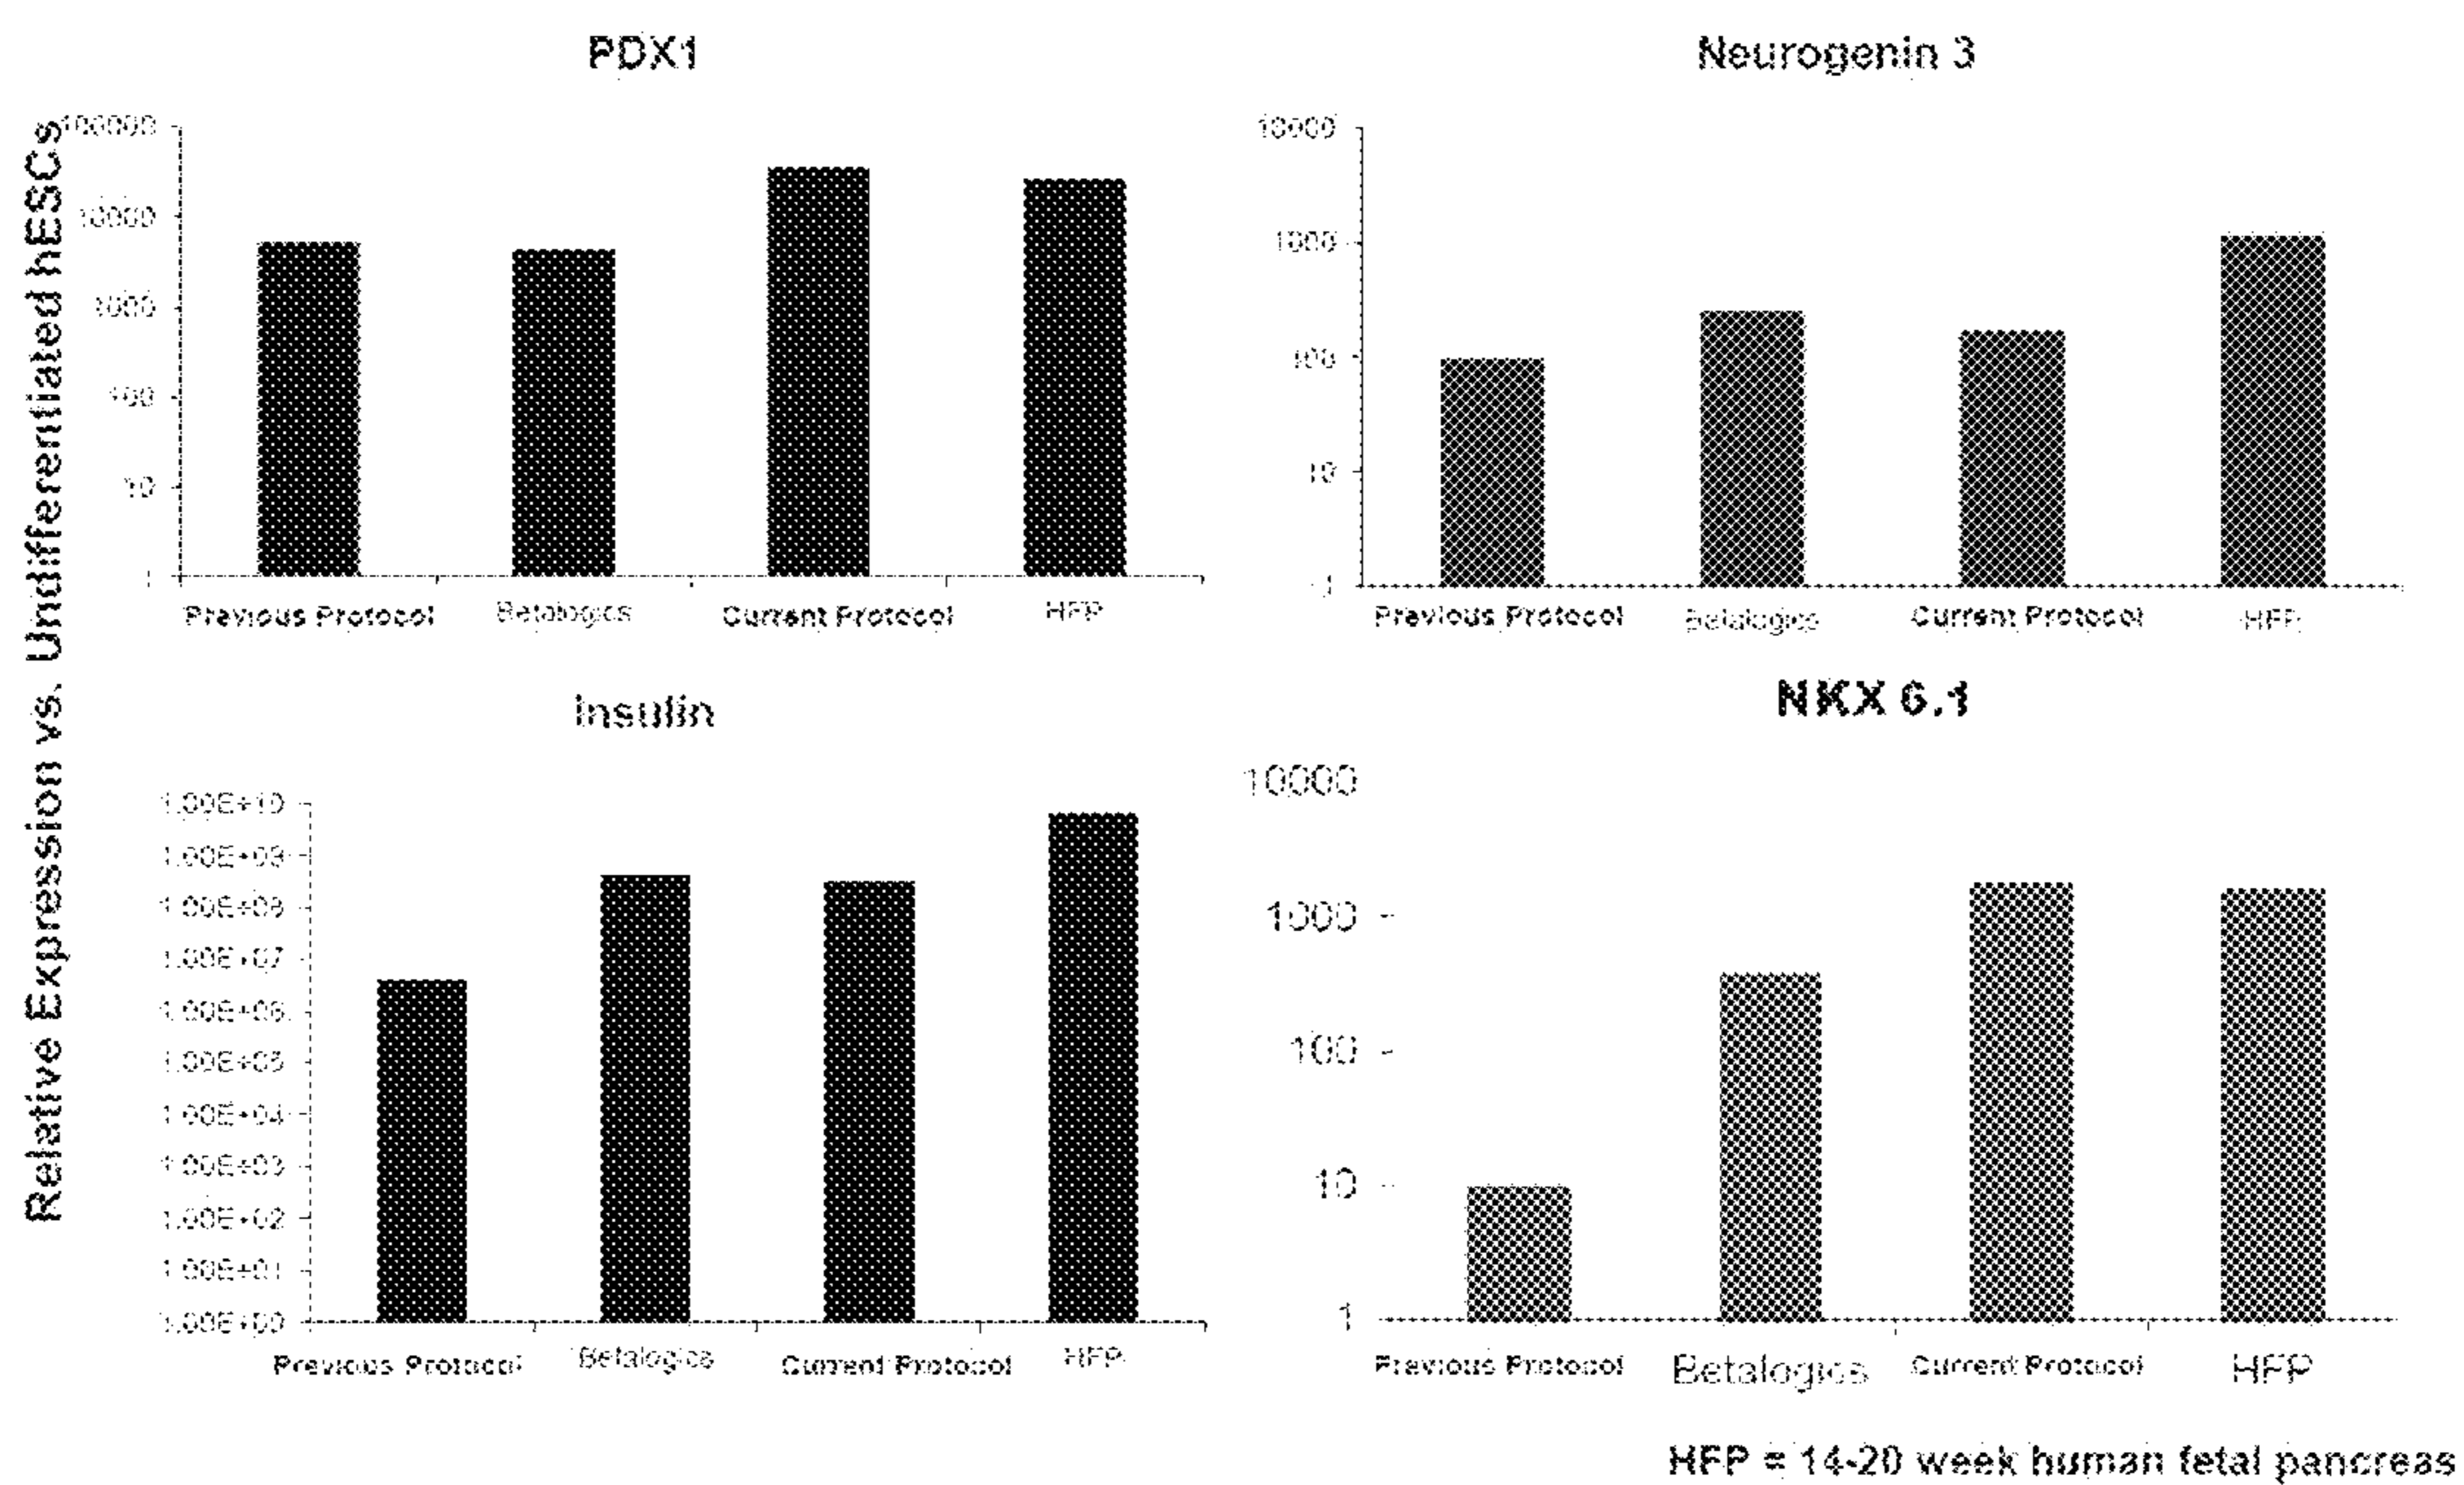 PDX1
Relative Expression vs. Undifferentiated hESCs
100000
10000
1000
100
10
1
Previous Protocol Betalogics Current Protocol HFP
Neurogenin 3
10000
1000
100
10
1
Previous Protocol Betalogics Current Protocol HFP
Insulin
1.00E+10
1.00E+09
1.00E+08
1.00E+07
1.00E+06
1.00E+05
1.00E+04
1.00E+03
1.00E+02
1.00E+01
1.00E+00
Previous Protocol Betalogics Current Protocol HFP
NKX 6.1
10000
1000
100
10
1
Previous Protocol Betalogics Current Protocol HFP
HFP = 14-20 week human fetal pancreas